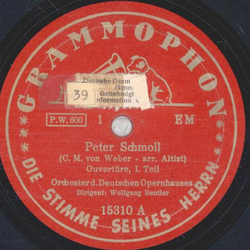 GRAMMOPHON
Deutsche Gram
39
P.W. 600
1
EM
Peter Schmoll
(C. M. von Weber - arr. Altist)
Ouvertüre, I. Teil
Orchester d. Deutschen Opernhauses
Dirigent: Wolfgang Beutler
15310 A
DIE STIMME SEINES HERRN